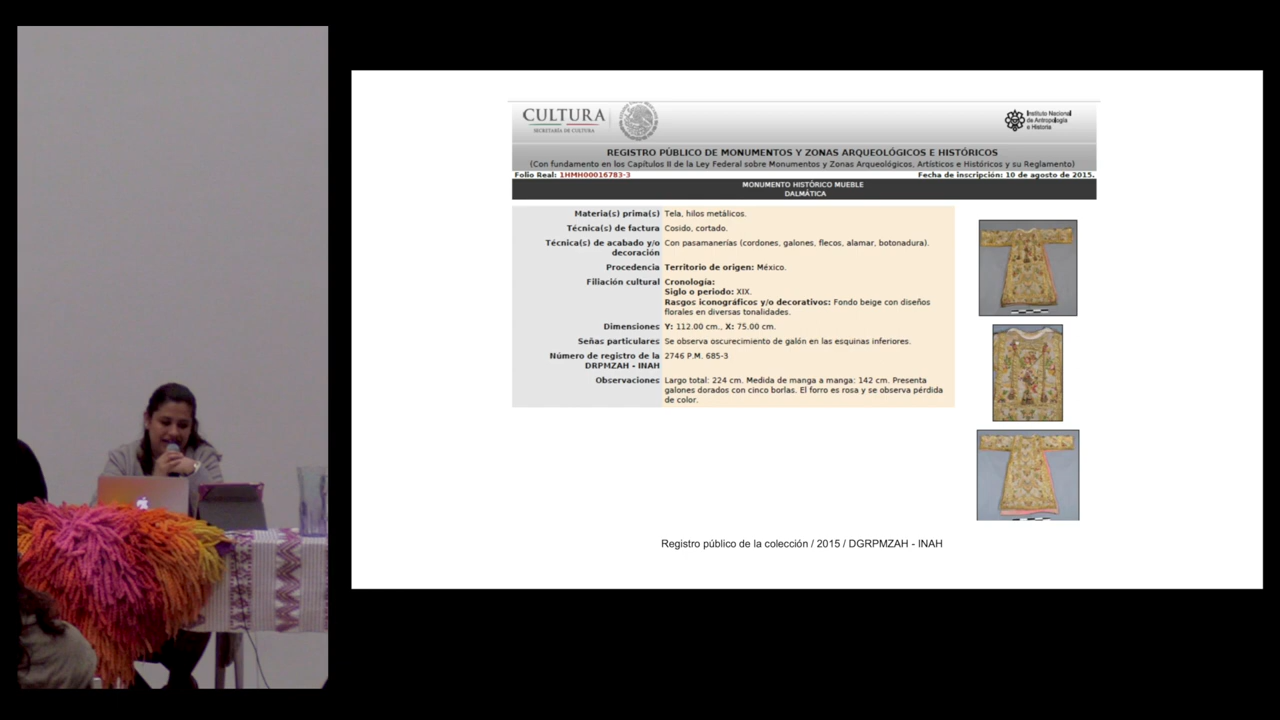 CULTURA
SECRETARÍA DE CULTURA
Instituto Nacional
de Antropología
e Historia
REGISTRO PÚBLICO DE MONUMENTOS Y ZONAS ARQUEOLÓGICOS E HISTÓRICOS
(Con fundamento en los Capítulos II de la Ley Federal sobre Monumentos y Zonas Arqueológicos, Artísticos e Históricos y su Reglamento)
Folio Real: 1HMH00016783-3 Fecha de inscripción: 10 de agosto de 2015.
MONUMENTO HISTÓRICO MUEBLE
DALMÁTICA
Materia(s) prima(s) Tela, hilos metálicos.
Técnica(s) de factura Cosido, cortado.
Técnica(s) de acabado y/o Con pasamanerías (cordones, galones, flecos, alamar, botonadura).
decoración
Procedencia Territorio de origen: México.
Filiación cultural Cronología:
Siglo o periodo: XIX.
Rasgos iconográficos y/o decorativos: Fondo beige con diseños
florales en diversas tonalidades.
Dimensiones Y: 112.00 cm., X: 75.00 cm.
Señas particulares Se observa oscurecimiento de galón en las esquinas inferiores.
Número de registro de la 2746 P.M. 685-3
DRPMZAH - INAH
Observaciones Largo total: 224 cm. Medida de manga a manga: 142 cm. Presenta
galones dorados con cinco borlas. El forro es rosa y se observa pérdida
de color.
Registro público de la colección / 2015 / DGRPMZAH - INAH